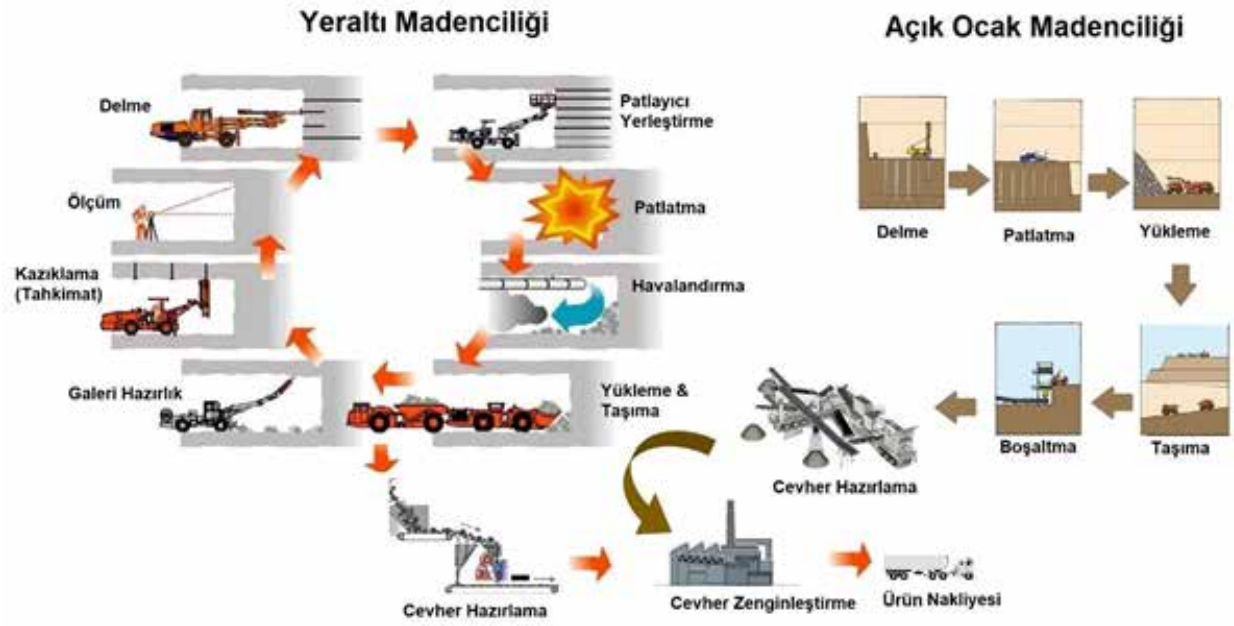 Yeraltı Madenciliği
Açık Ocak Madenciliği
Delme
Patlayıcı
Yerleştirme
Ölçüm
Patlatma
Kazıklama
(Tahkimat)
Havalandırma
Galeri Hazırlık
Yükleme &
Taşıma
Delme
Patlatma
Yükleme
Boşaltma
Taşıma
Cevher Hazırlama
Cevher Hazırlama
Cevher Zenginleştirme
Ürün Nakliyesi